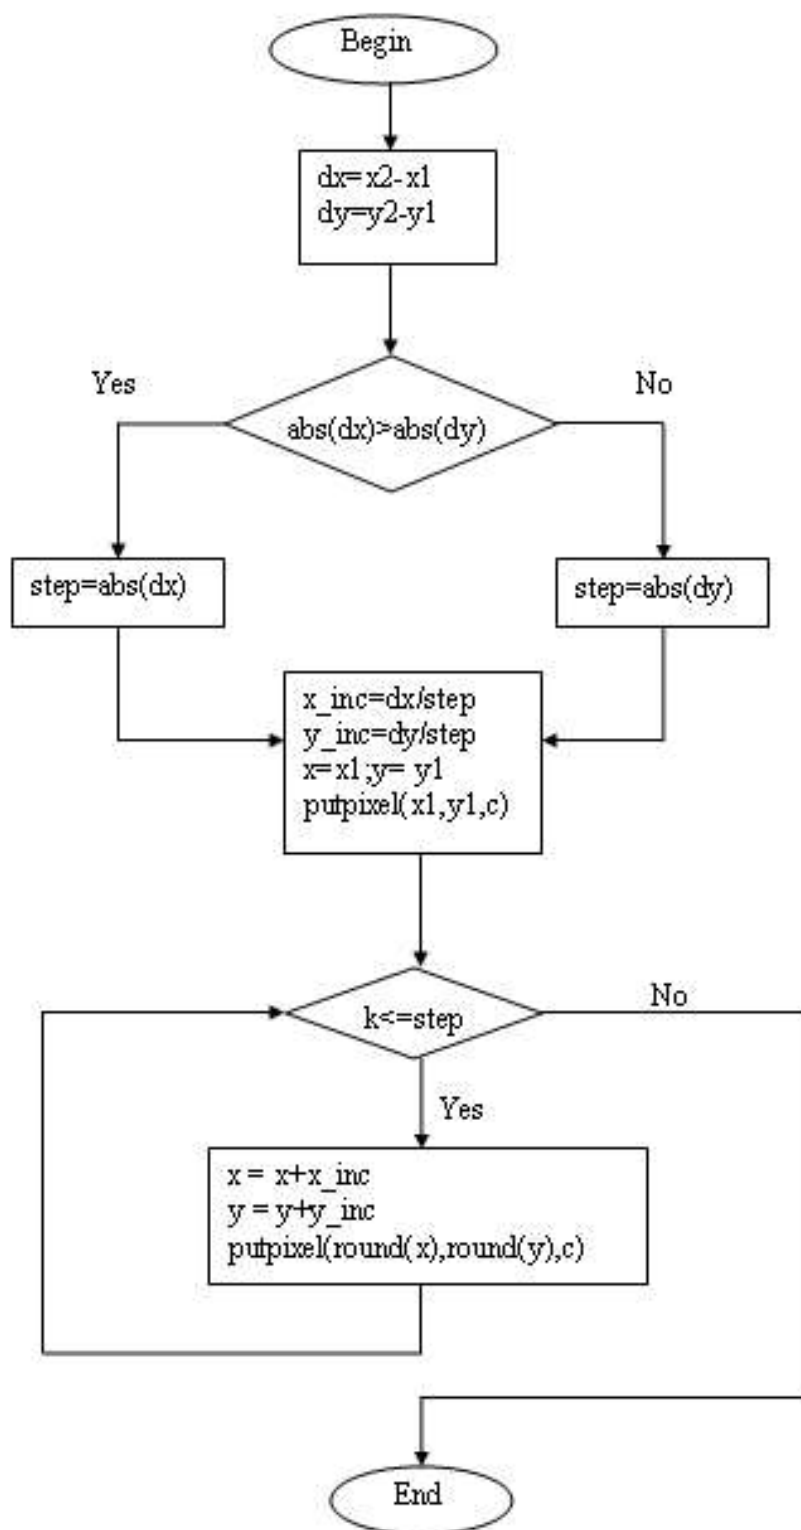 Begin
dx=x2-x1
dy=y2-y1
Yes
No
abs(dx)>abs(dy)
step=abs(dx)
step=abs(dy)
x_inc=dx/step
y_inc=dy/step
x=x1;y= y1
putpixel(x1,y1,c)
k<=step
No
Yes
x = x+x_inc
y = y+y_inc
putpixel(round(x),round(y),c)
End